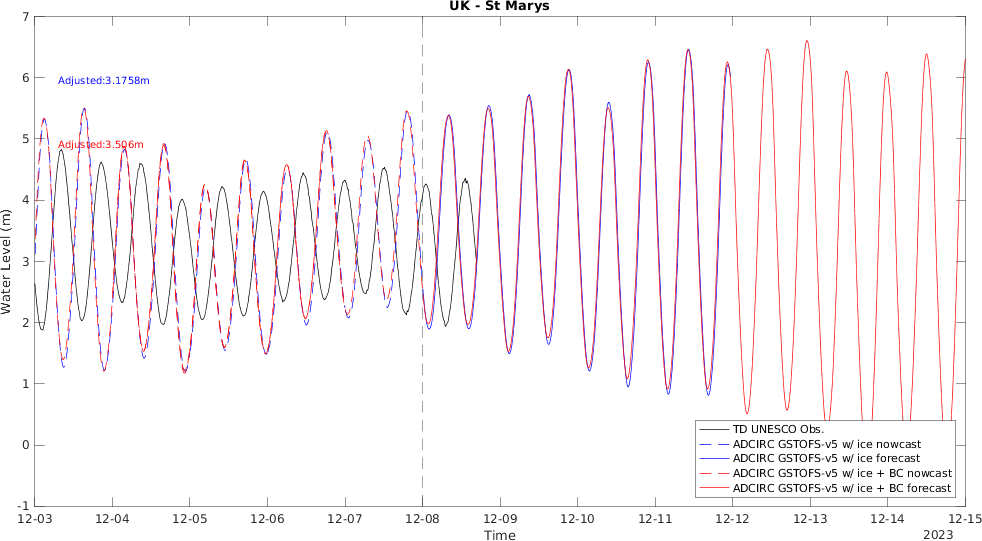 UK - St Marys
7
6
5
4
3
2
1
0
-1
Water Level (m)
Adjusted:3.1758m
Adjusted:3.506m
TD UNESCO Obs.
ADCIRC GSTOFS-v5 w/ ice nowcast
ADCIRC GSTOFS-v5 w/ ice forecast
ADCIRC GSTOFS-v5 w/ ice + BC nowcast
ADCIRC GSTOFS-v5 w/ ice + BC forecast
12-03 12-04 12-05 12-06 12-07 12-08 12-09 12-10 12-11 12-12 12-13 12-14 12-15
Time
2023